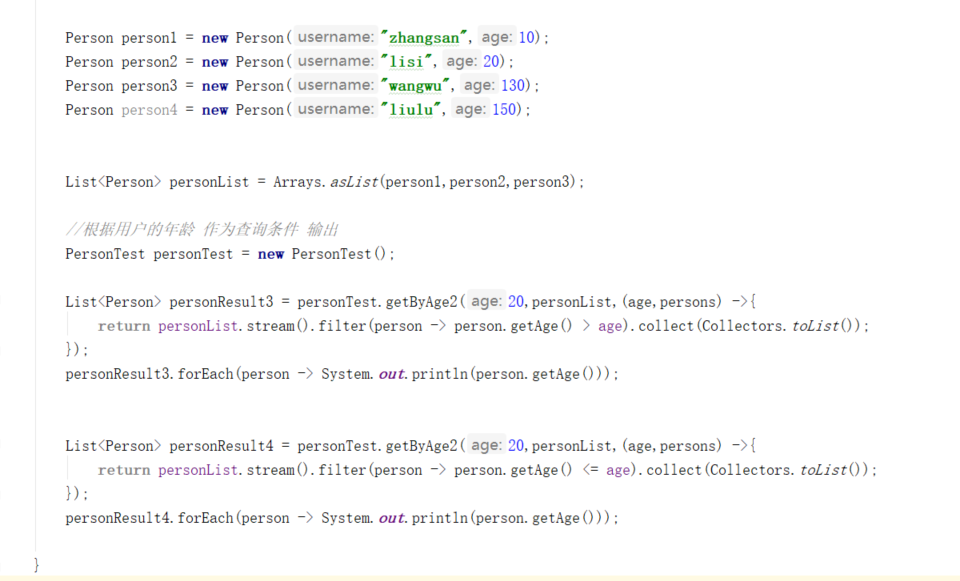 Person person1 = new Person( username: "zhangsan", age: 10);
Person person2 = new Person( username: "lisi", age: 20);
Person person3 = new Person( username: "wangwu", age: 130);
Person person4 = new Person( username: "liulu", age: 150);
List<Person> personList = Arrays.asList(person1,person2,person3);
//根据用户的年龄 作为查询条件 输出
PersonTest personTest = new PersonTest();
List<Person> personResult3 = personTest.getByAge2( age: 20,personList,(age,persons) ->{
return personList.stream().filter(person -> person.getAge() > age).collect(Collectors.toList());
});
personResult3.forEach(person -> System.out.println(person.getAge()));
List<Person> personResult4 = personTest.getByAge2( age: 20,personList,(age,persons) ->{
return personList.stream().filter(person -> person.getAge() <= age).collect(Collectors.toList());
});
personResult4.forEach(person -> System.out.println(person.getAge()));
}